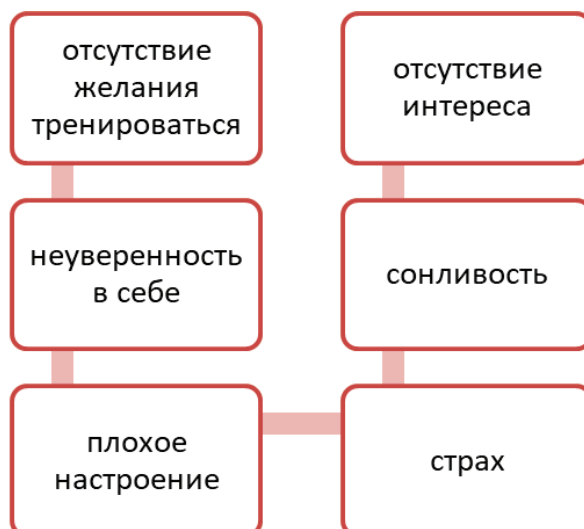 отсутствие
желания
тренироваться
неуверенность
в себе
плохое
настроение
страх
сонливость
отсутствие
интереса